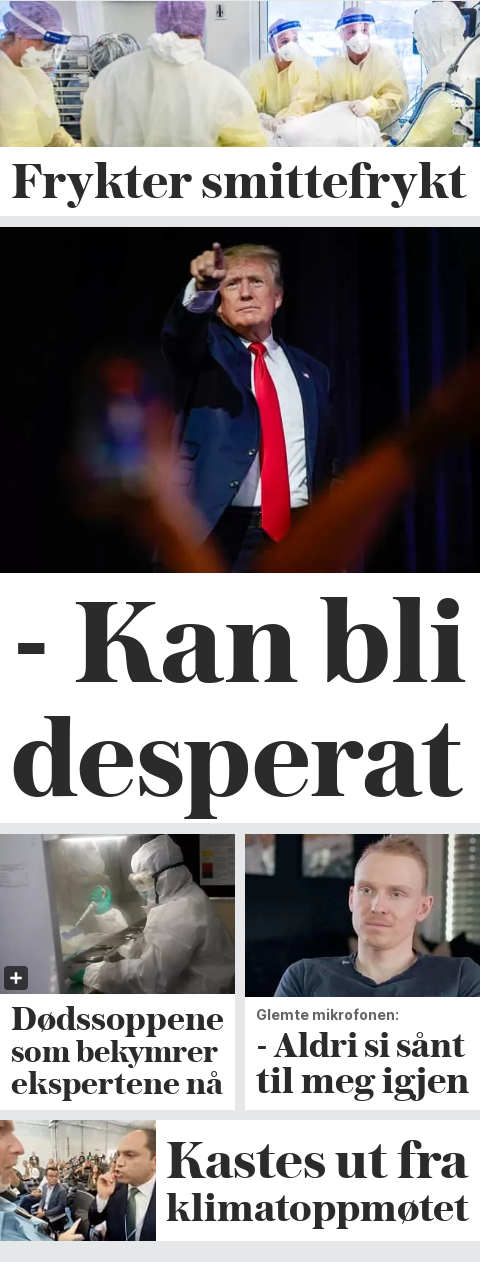 Frykter smittefrykt
- Kan bli
desperat
Dødssoppene
som bekymrer
ekspertene nå
Glemte mikrofonen:
- Aldri si sånt
til meg igjen
Kastes ut fra
klimatoppmøtet